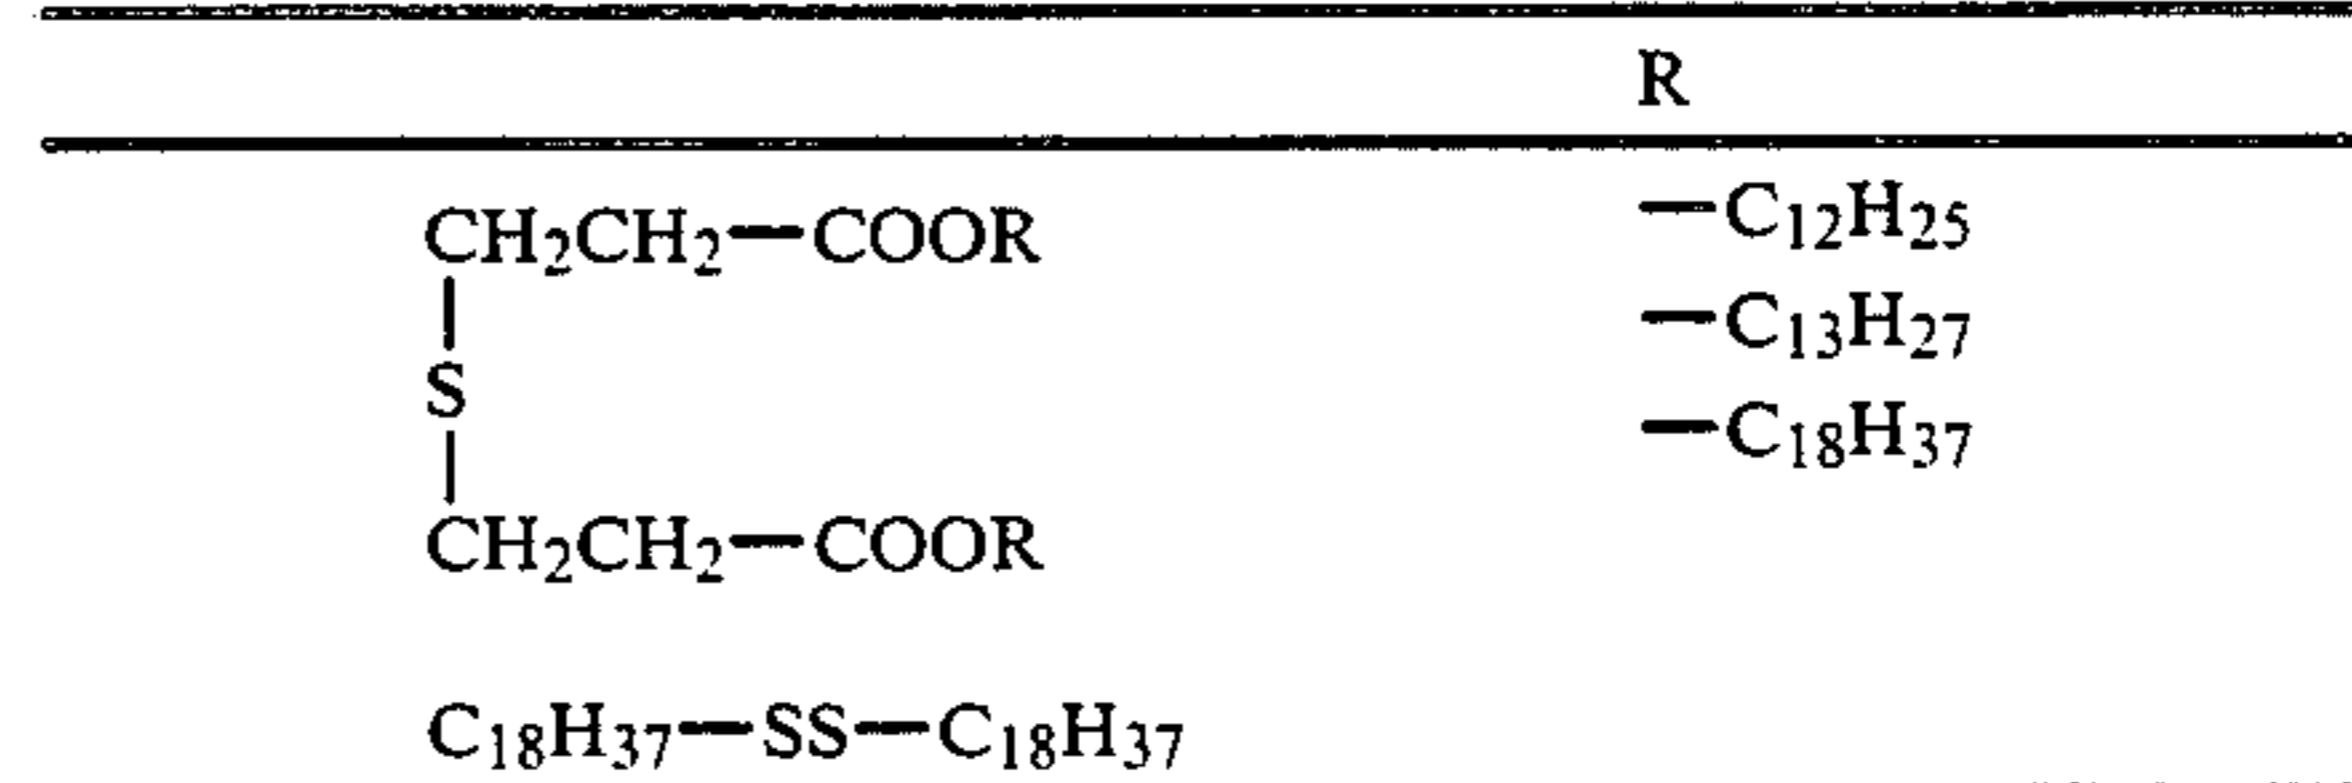 R
CH₂CH₂—COOR
—C₁₂H₂₅
—C₁₃H₂₇
S
—C₁₈H₃₇
CH₂CH₂—COOR
C₁₈H₃₇—SS—C₁₈H₃₇